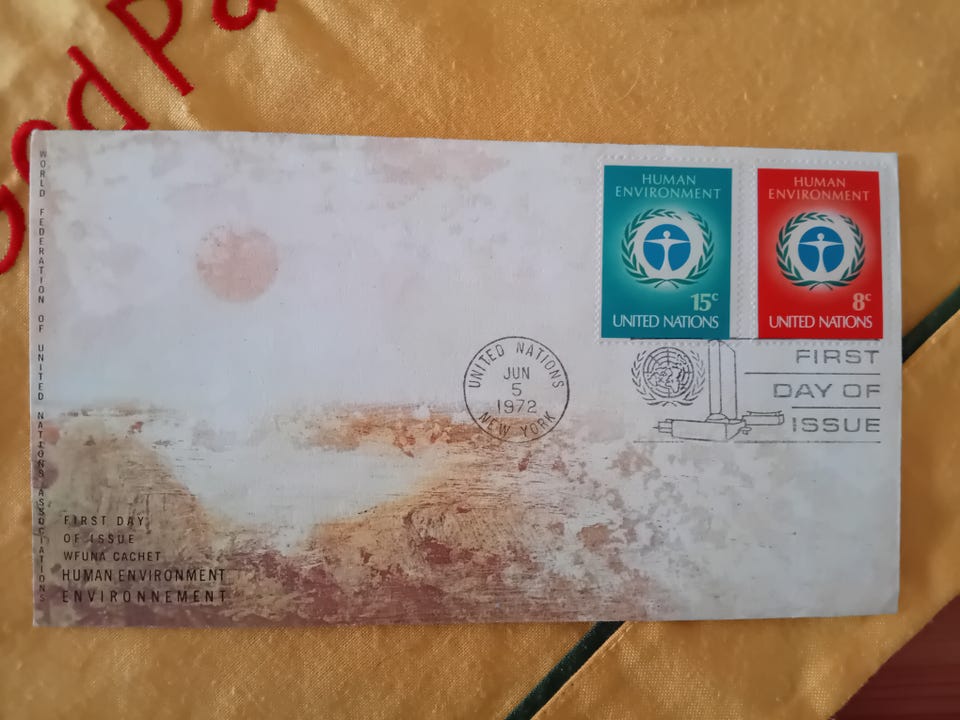 WORLD FEDERATION OF UNITED NATIONS ASSOCIATIONS
HUMAN
ENVIRONMENT
15c
UNITED NATIONS
HUMAN
ENVIRONMENT
8c
UNITED NATIONS
UNITED NATIONS
JUN
5
1972
NEW YORK
FIRST
DAY OF
ISSUE
FIRST DAY
OF ISSUE
WFUNA CACHET
HUMAN ENVIRONMENT
ENVIRONNEMENT